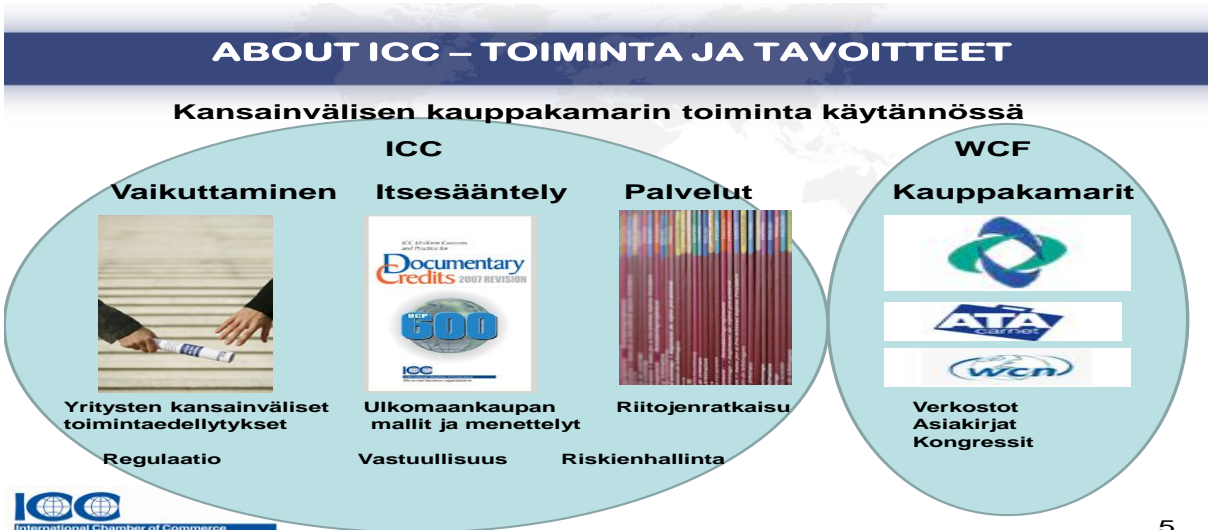 ABOUT ICC – TOIMINTA JA TAVOITTEET
Kansainvälisen kauppakamarin toiminta käytännössä
ICC
WCF
Vaikuttaminen
Itsesääntely
Palvelut
Kauppakamarit
ICC Uniform Customs
and Practice for
Documentary
Credits 2007 REVISION
UCP
600
ICC
ATA
carnet
wcn
Yritysten kansainväliset
toimintaedellytykset
Ulkomaankaupan
mallit ja menettelyt
Riitojenratkaisu
Verkostot
Asiakirjat
Kongressit
Regulaatio
Vastuullisuus
Riskienhallinta
ICC
International Chamber of Commerce
5